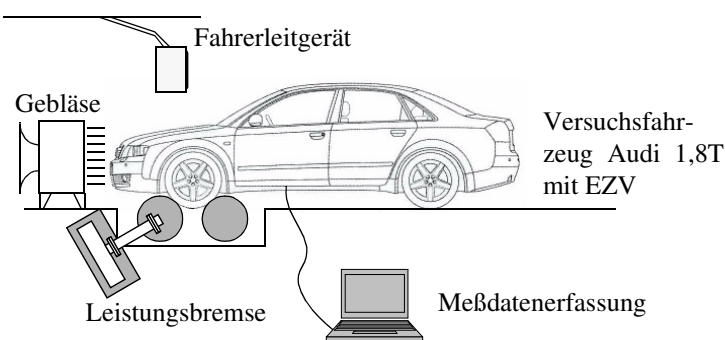 Fahrerleitgerät
Gebläse
Versuchsfahr-
zeug Audi 1,8T
mit EZV
Leistungsbremse
Meßdatenerfassung